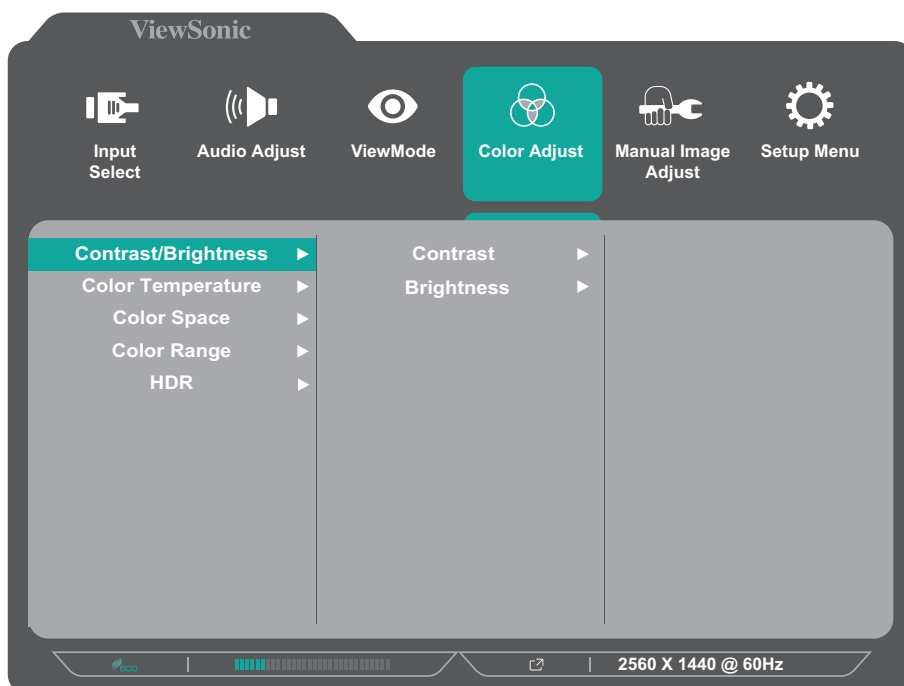 ViewSonic
Input
Select
Audio Adjust
ViewMode
Color Adjust
Manual Image
Adjust
Setup Menu
Contrast/Brightness
Color Temperature
Color Space
Color Range
HDR
Contrast
Brightness
eco
2560 X 1440 @ 60Hz